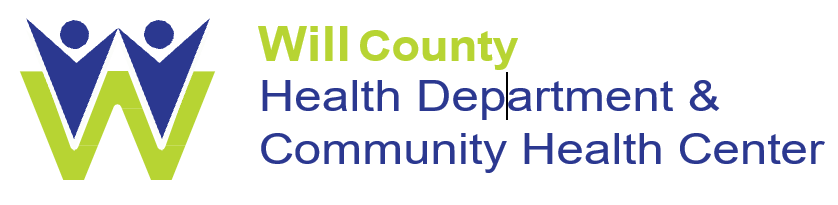 Will County
Health Department &
Community Health Center